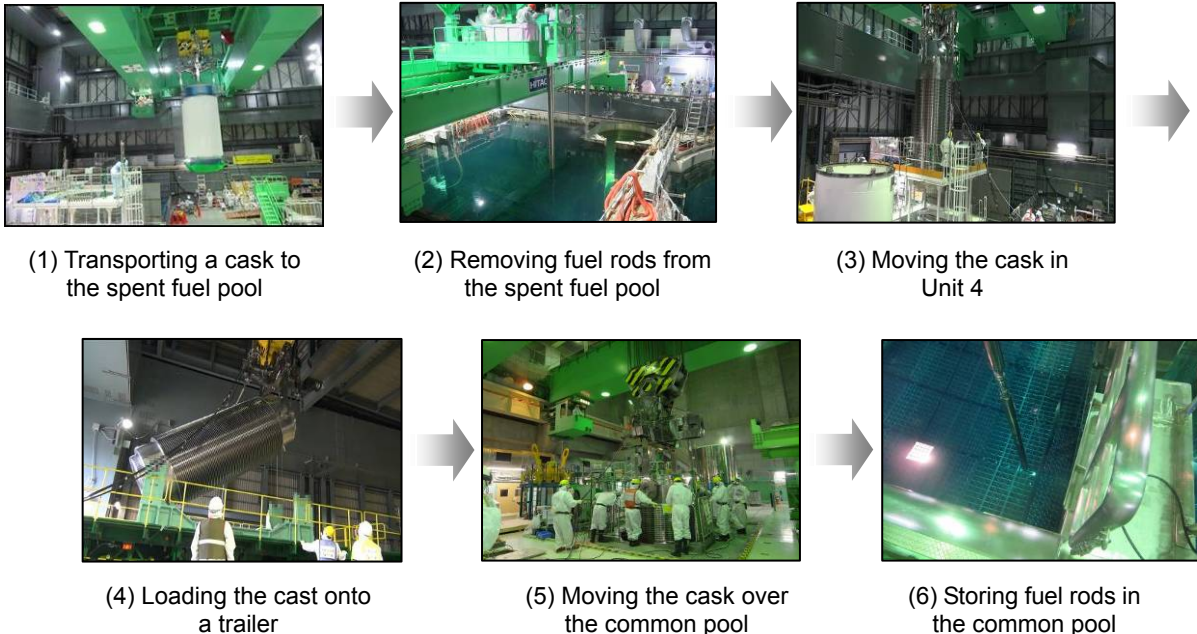 HITAC
(1) Transporting a cask to
the spent fuel pool
(2) Removing fuel rods from
the spent fuel pool
(3) Moving the cask in
Unit 4
(4) Loading the cast onto
a trailer
(5) Moving the cask over
the common pool
(6) Storing fuel rods in
the common pool